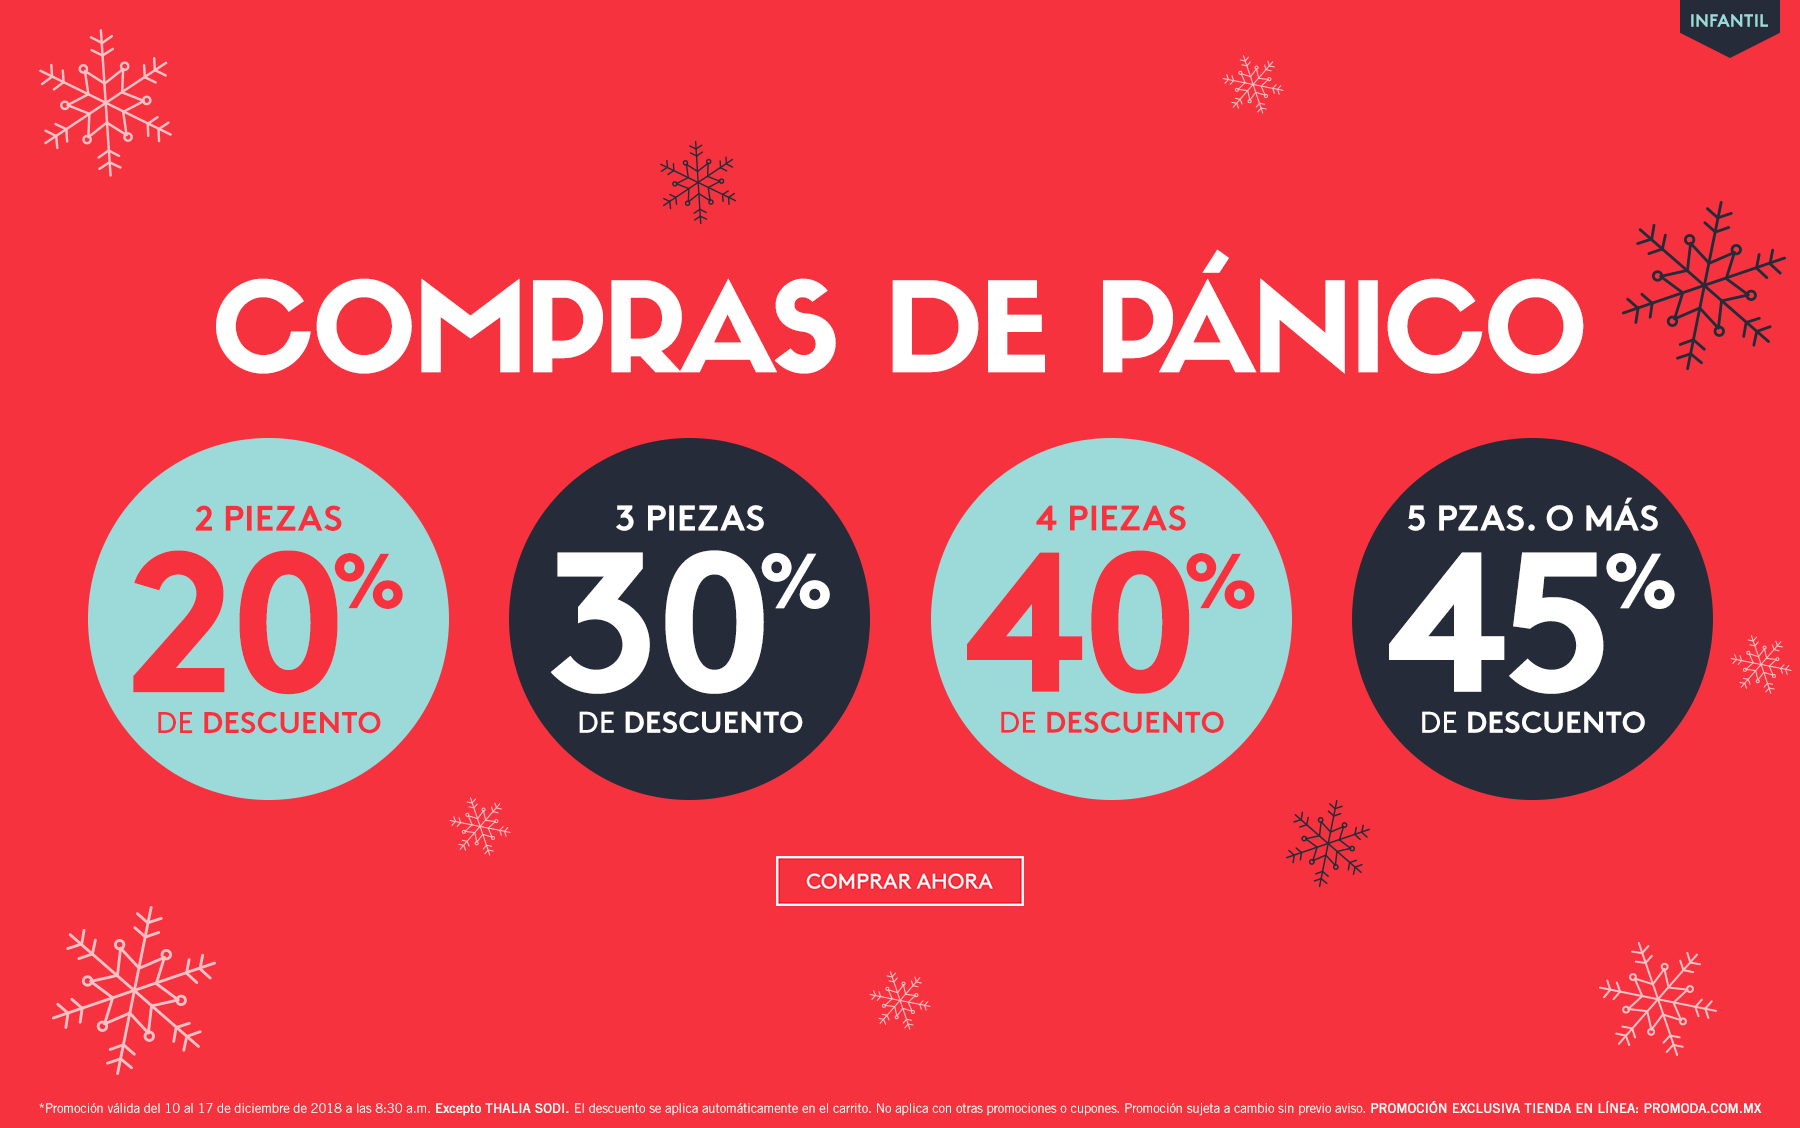 INFANTIL
COMPRAS DE PÁNICO
2 PIEZAS
20%
DE DESCUENTO
3 PIEZAS
30%
DE DESCUENTO
4 PIEZAS
40%
DE DESCUENTO
5 PZAS. O MÁS
45%
DE DESCUENTO
COMPRAR AHORA
*Promoción válida del 10 al 17 de diciembre de 2018 a las 8:30 a.m. Excepto THALIA SODI. El descuento se aplica automáticamente en el carrito. No aplica con otras promociones o cupones. Promoción sujeta a cambio sin previo aviso. PROMOCIÓN EXCLUSIVA TIENDA EN LÍNEA: PROMODA.COM.MX